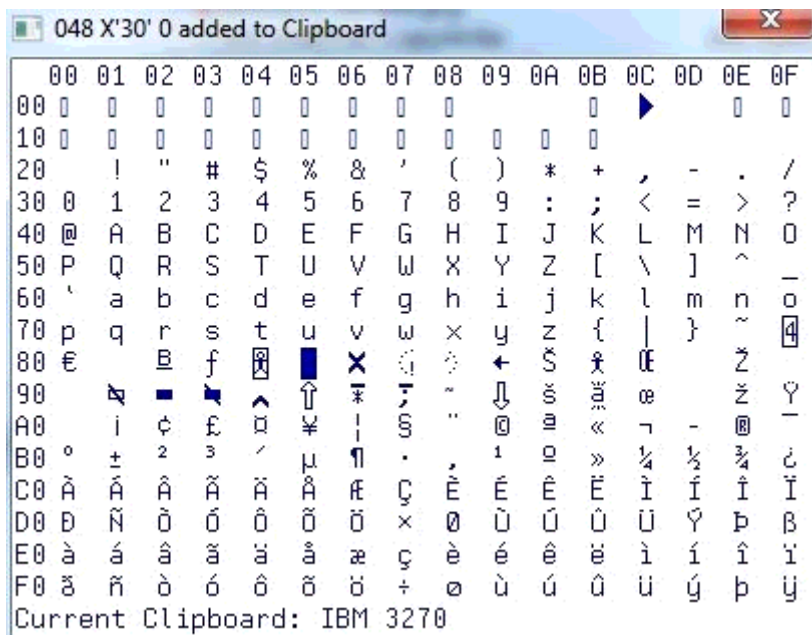 048 X'30' 0 added to Clipboard
00 01 02 03 04 05 06 07 08 09 0A 0B 0C 0D 0E 0F
00
10
20 ! " # $ % & ' ( ) * + , - . /
30 0 1 2 3 4 5 6 7 8 9 : ; < = > ?
40 @ A B C D E F G H I J K L M N O
50 P Q R S T U V W X Y Z [ \ ] ^ _
60 ` a b c d e f g h i j k l m n o
70 p q r s t u v w x y z { | } ~ 4
80 € B f Š Œ Ž
90 ~ š ä œ ž Ÿ
A0 ¡ ¢ £ ¤ ¥ ¦ § ¨ © ª « ¬ - ® ¯
B0 ° ± ² ³ ´ µ ¶ · ¸ ¹ º » ¼ ½ ¾ ¿
C0 À Á Â Ã Ä Å Æ Ç È É Ê Ë Ì Í Î Ï
D0 Ð Ñ Ò Ó Ô Õ Ö × Ø Ù Ú Û Ü Ý Þ ß
E0 à á â ã ä å æ ç è é ê ë ì í î ï
F0 ð ñ ò ó ô õ ö ÷ ø ù ú û ü ý þ ÿ
Current Clipboard: IBM 3270